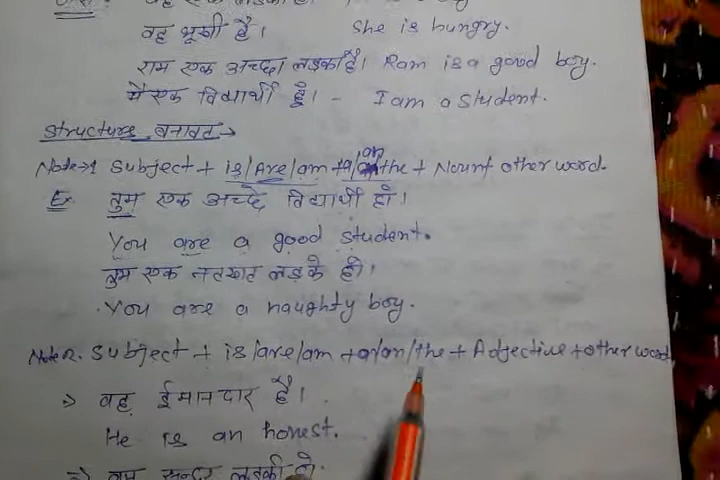 वह भूखी है। She is hungry.
राम एक अच्छा लड़का है। Ram is a good boy.
मैं एक विद्यार्थी हूँ। - I am a student.
Structure बनावट →
Note→1 Subject + is/Are/am + a/an/the + Noun + other word.
Ex तुम एक अच्छे विद्यार्थी हो।
You are a good student.
तुम एक नटखट लड़के हो।
You are a naughty boy.
Note 2. Subject + is/are/am + a/an/the + Adjective + other word
→ वह ईमानदार है।
He is an honest.
→ तुम सुन्दर लड़की हो.